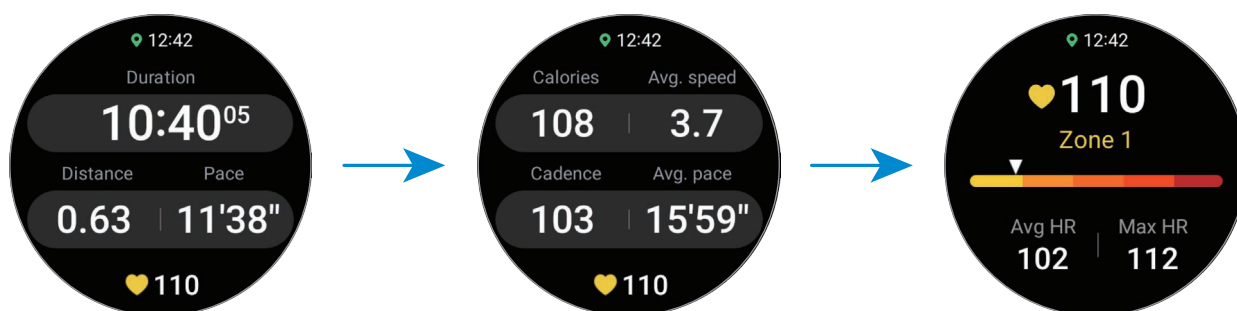 12:42
Duration
10:40 05
Distance Pace
0.63 11'38"
110
12:42
Calories Avg. speed
108 3.7
Cadence Avg. pace
103 15'59"
110
12:42
110
Zone 1
Avg HR Max HR
102 112